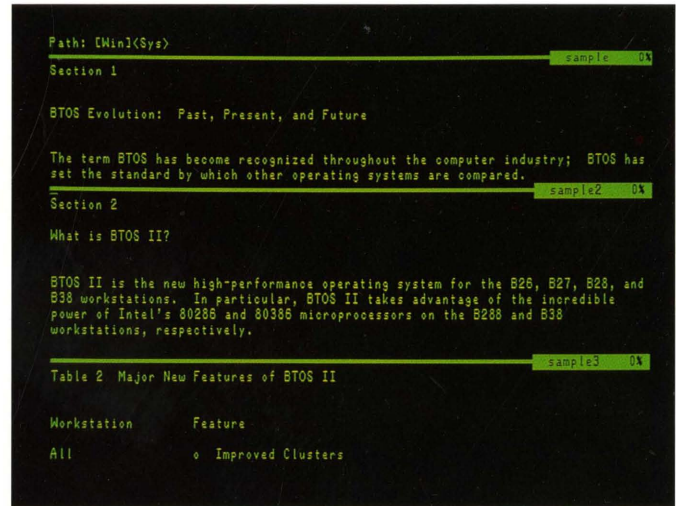 Path: [Win]<Sys>
sample 0%
Section 1
BTOS Evolution: Past, Present, and Future
The term BTOS has become recognized throughout the computer industry; BTOS has
set the standard by which other operating systems are compared.
sample2 0%
Section 2
What is BTOS II?
BTOS II is the new high-performance operating system for the B26, B27, B28, and
B38 workstations. In particular, BTOS II takes advantage of the incredible
power of Intel's 80286 and 80386 microprocessors on the B288 and B38
workstations, respectively.
sample3 0%
Table 2 Major New Features of BTOS II
Workstation Feature
All o Improved Clusters